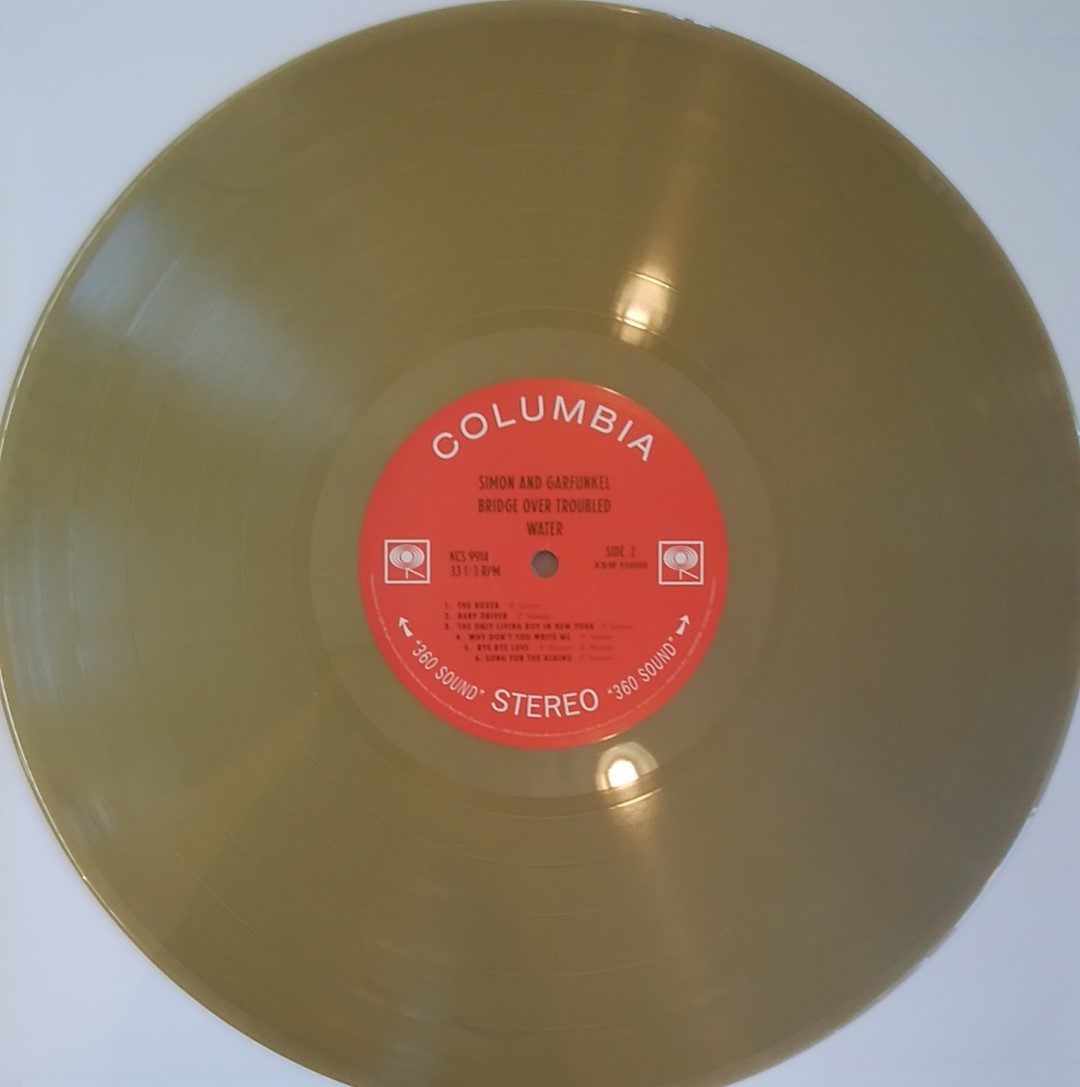 COLUMBIA
SIMON AND GARFUNKEL
BRIDGE OVER TROUBLED
WATER
KCS 9914
33 1/3 RPM
SIDE 2
XSM
1. THE BOXER
2. BABY DRIVER
3. THE ONLY LIVING BOY IN NEW YORK
4. WHY DON'T YOU WRITE ME
5. BYE BYE LOVE
6. SONG FOR THE ASKING
"360 SOUND" STEREO "360 SOUND"